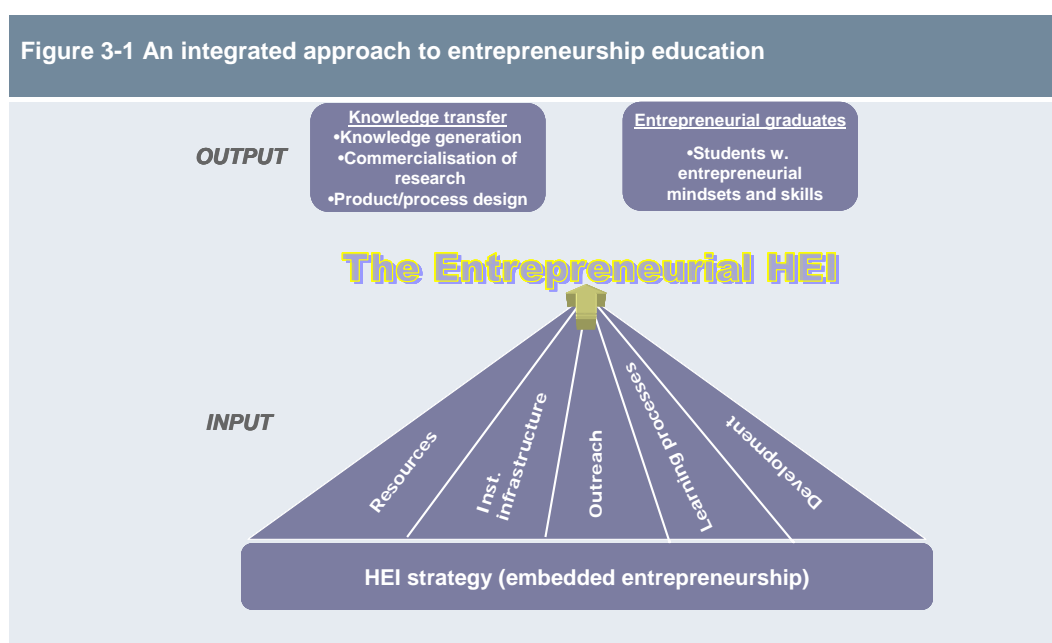 Figure 3-1 An integrated approach to entrepreneurship education
OUTPUT
Knowledge transfer
•Knowledge generation
•Commercialisation of
research
•Product/process design
Entrepreneurial graduates
•Students w.
entrepreneurial
mindsets and skills
The Entrepreneurial HEI
INPUT
Resources
Inst.
infrastructure
Outreach
Learning processes
Development
HEI strategy (embedded entrepreneurship)